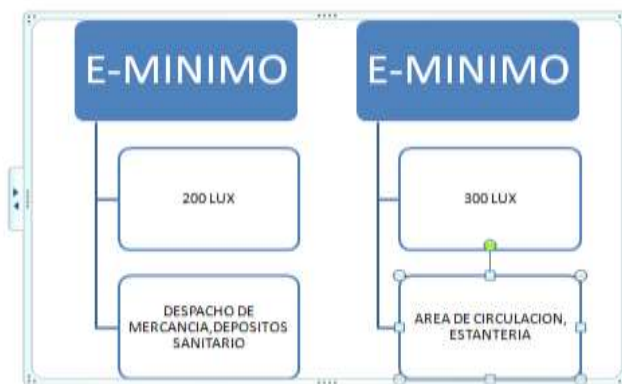 E-MINIMO
200 LUX
DESPACHO DE
MERCANCIA,DEPOSITOS
SANITARIO
E-MINIMO
300 LUX
AREA DE CIRCULACION,
ESTANTERIA